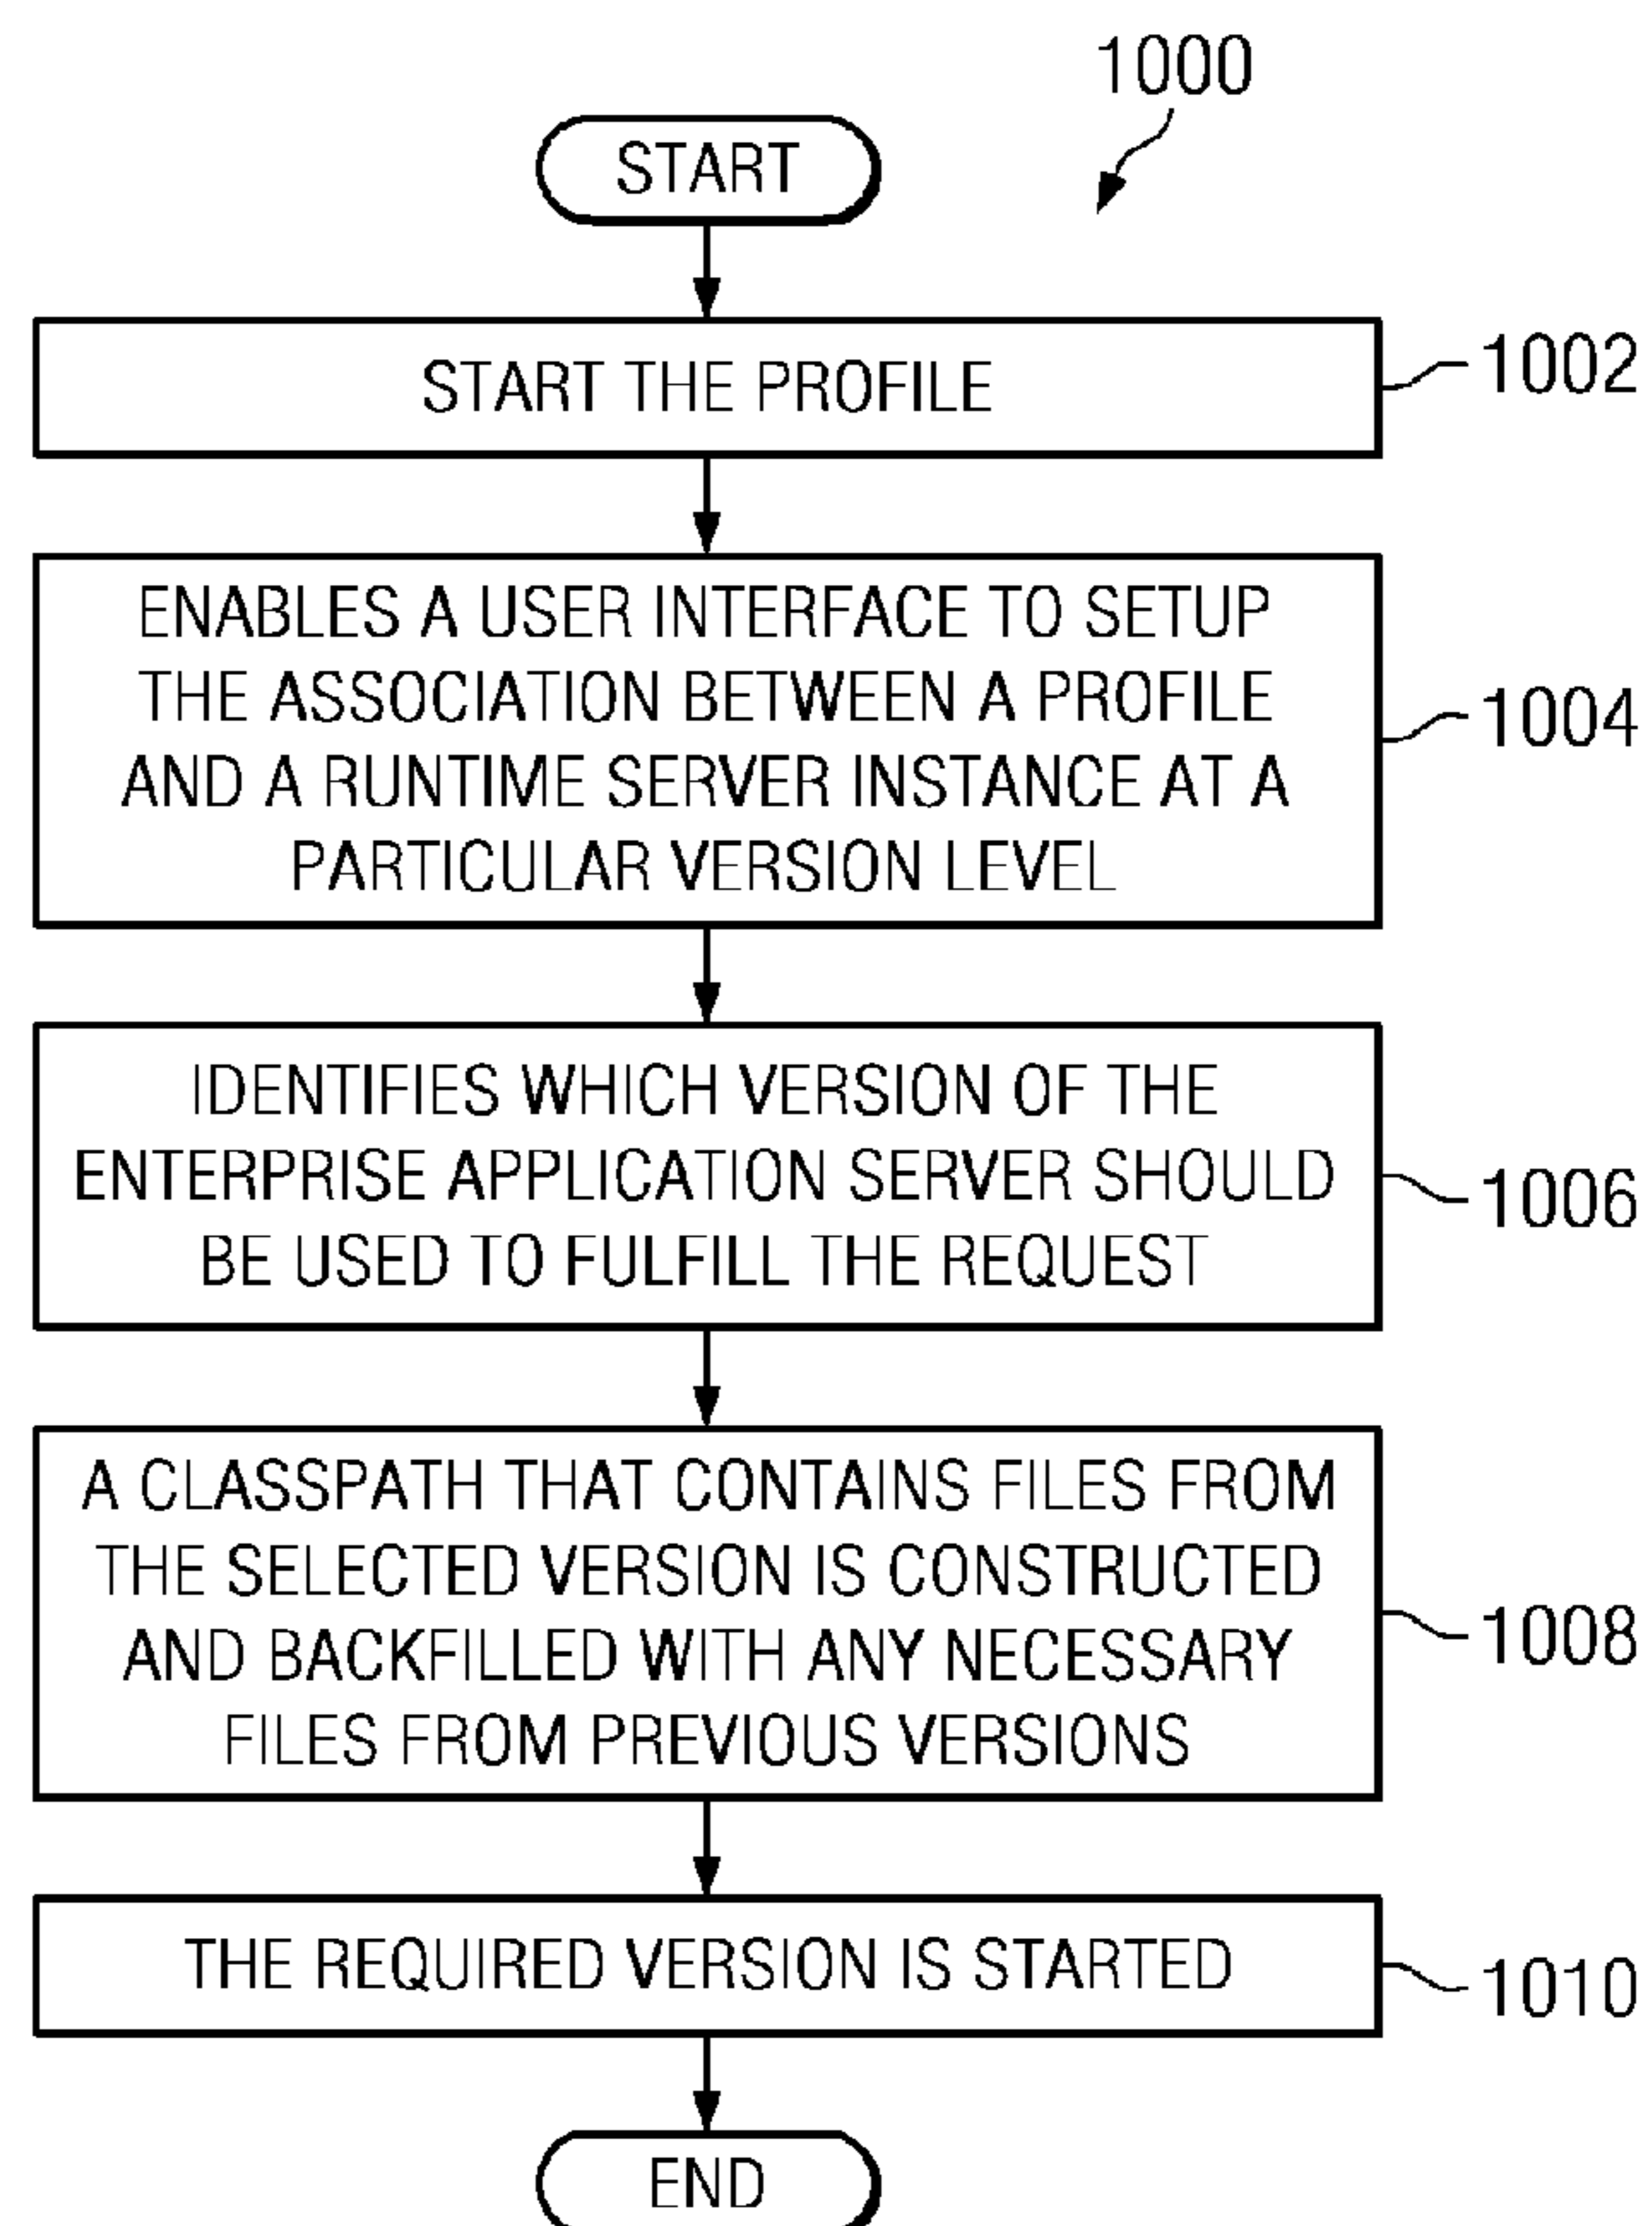 1000
START
START THE PROFILE
1002
ENABLES A USER INTERFACE TO SETUP
THE ASSOCIATION BETWEEN A PROFILE
AND A RUNTIME SERVER INSTANCE AT A
PARTICULAR VERSION LEVEL
1004
IDENTIFIES WHICH VERSION OF THE
ENTERPRISE APPLICATION SERVER SHOULD
BE USED TO FULFILL THE REQUEST
1006
A CLASSPATH THAT CONTAINS FILES FROM
THE SELECTED VERSION IS CONSTRUCTED
AND BACKFILLED WITH ANY NECESSARY
FILES FROM PREVIOUS VERSIONS
1008
THE REQUIRED VERSION IS STARTED
1010
END